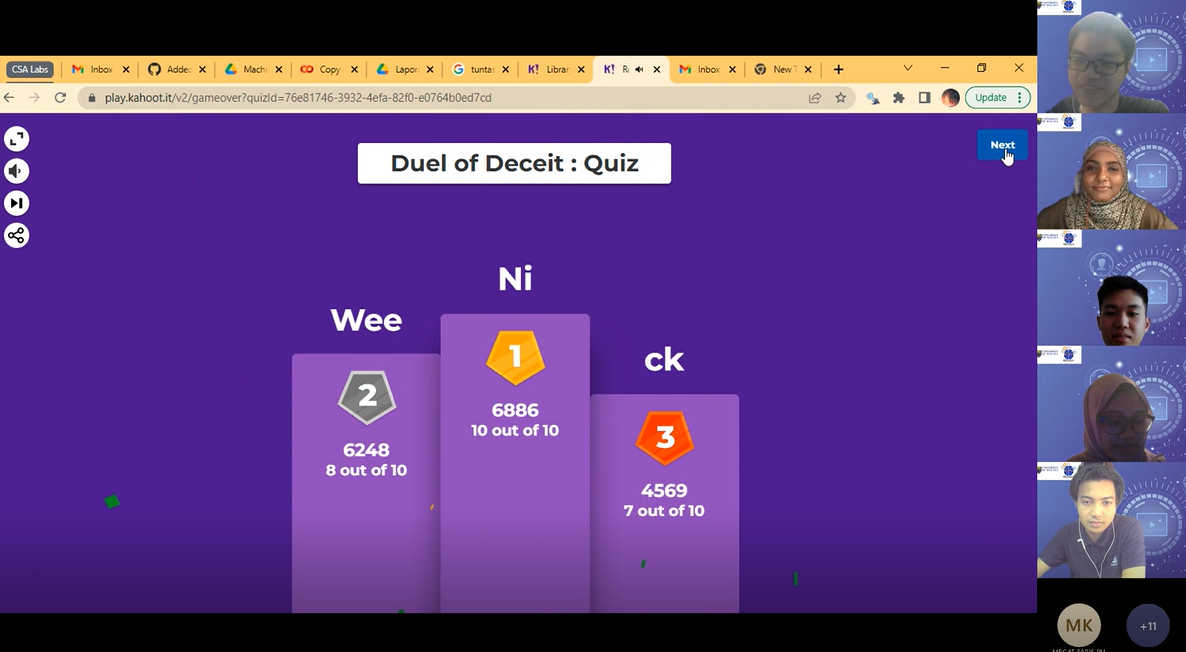 CSA Labs
Inbox
Addec
Machi
Copy
Lapor
tuntas
Librar
Inbox
New T
play.kahoot.it/v2/gameover?quizId=76e81746-3932-4efa-82f0-e0764b0ed7cd
Update
Next
Duel of Deceit : Quiz
Ni
Wee
ck
1
6886
10 out of 10
2
6248
8 out of 10
3
4569
7 out of 10
MK
+11